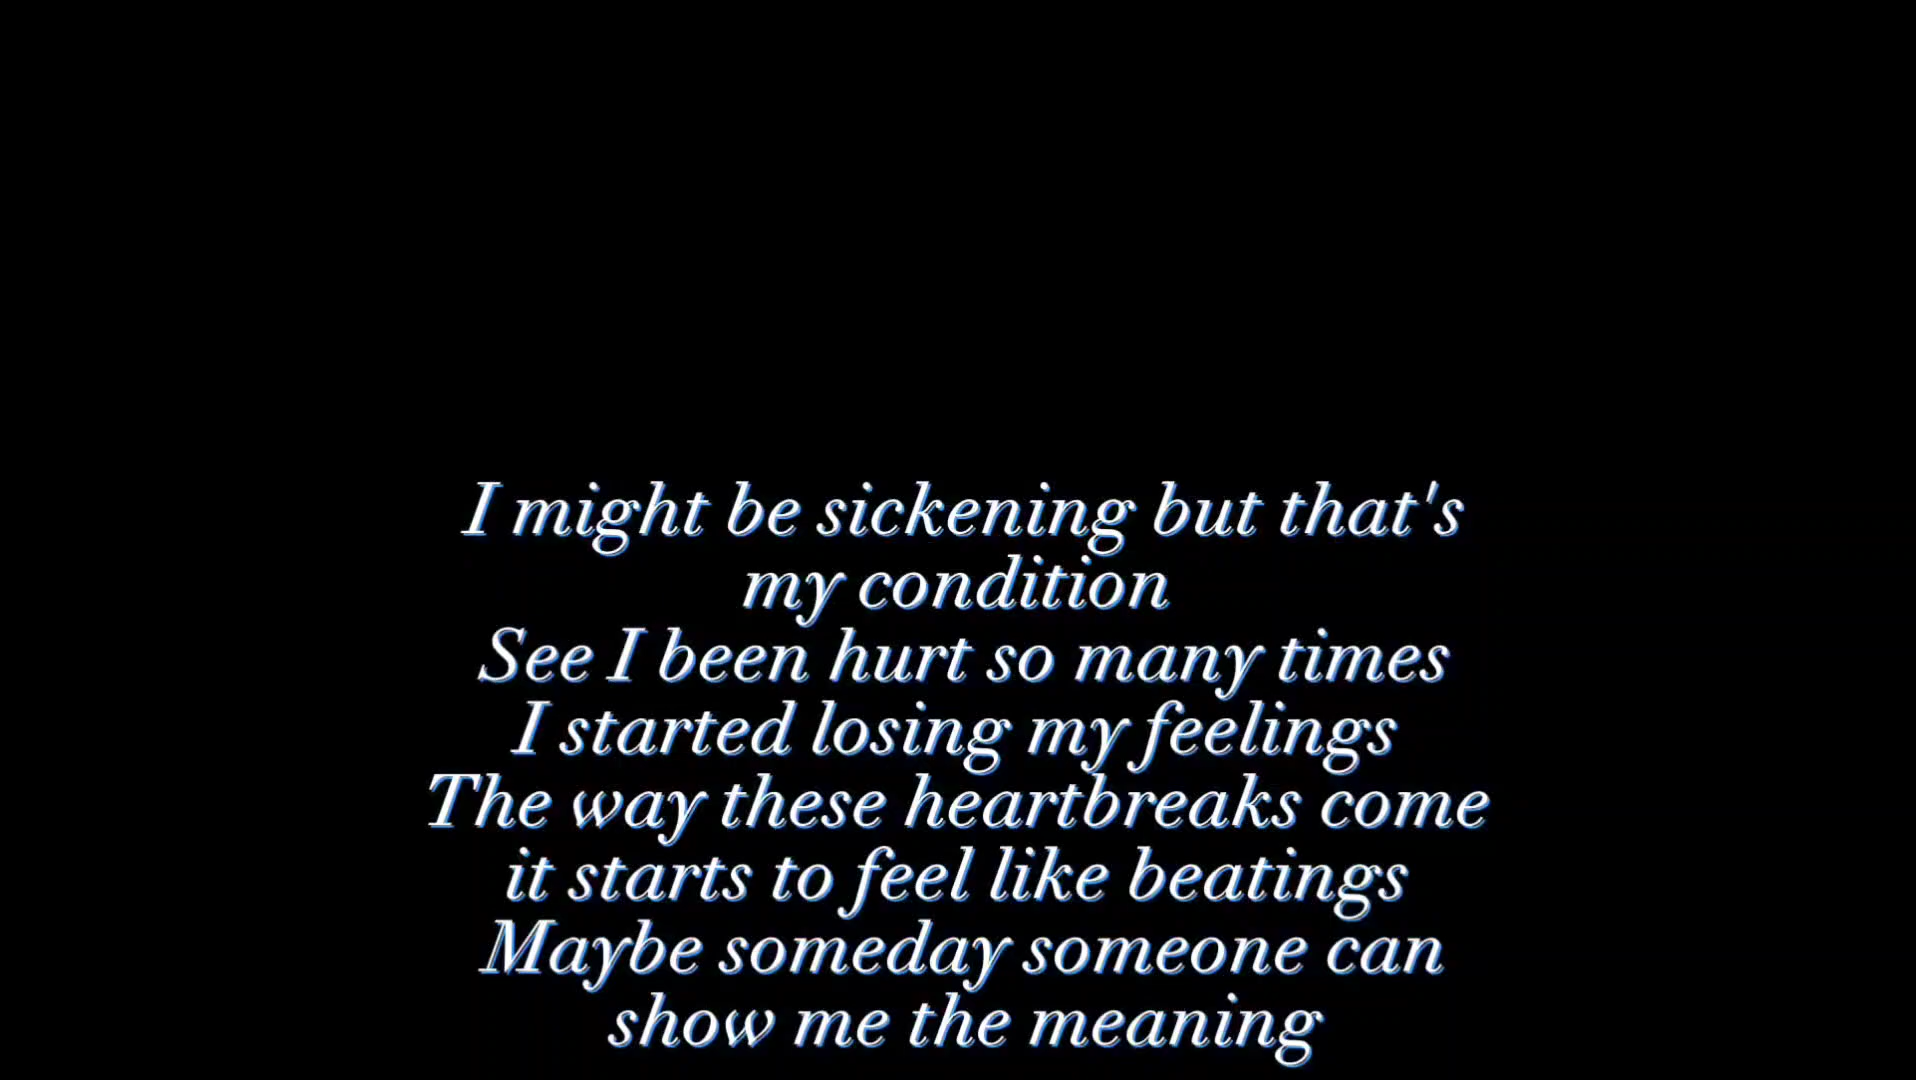 I might be sickening but that's
my condition
See I been hurt so many times
I started losing my feelings
The way these heartbreaks come
it starts to feel like beatings
Maybe someday someone can
show me the meaning